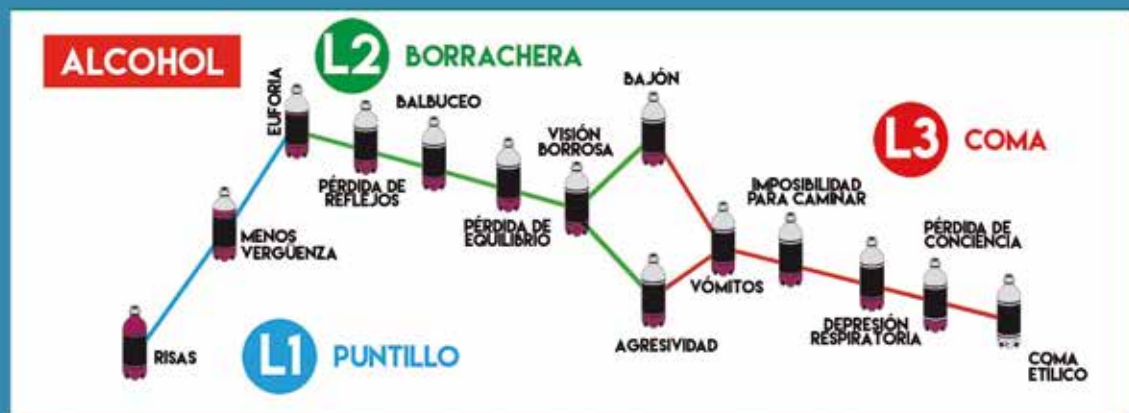 ALCOHOL
L2 BORRACHERA
EUFORIA
BALBUCEO
BAJÓN
VISIÓN
BORROSA
L3 COMA
PÉRDIDA DE
REFLEJOS
IMPOSIBILIDAD
PARA CAMINAR
MENOS
VERGÜENZA
PÉRDIDA DE
EQUILIBRIO
PÉRDIDA DE
CONCIENCIA
VÓMITOS
RISAS
L1 PUNTILLO
AGRESIVIDAD
DEPRESIÓN
RESPIRATORIA
COMA
ETÍLICO